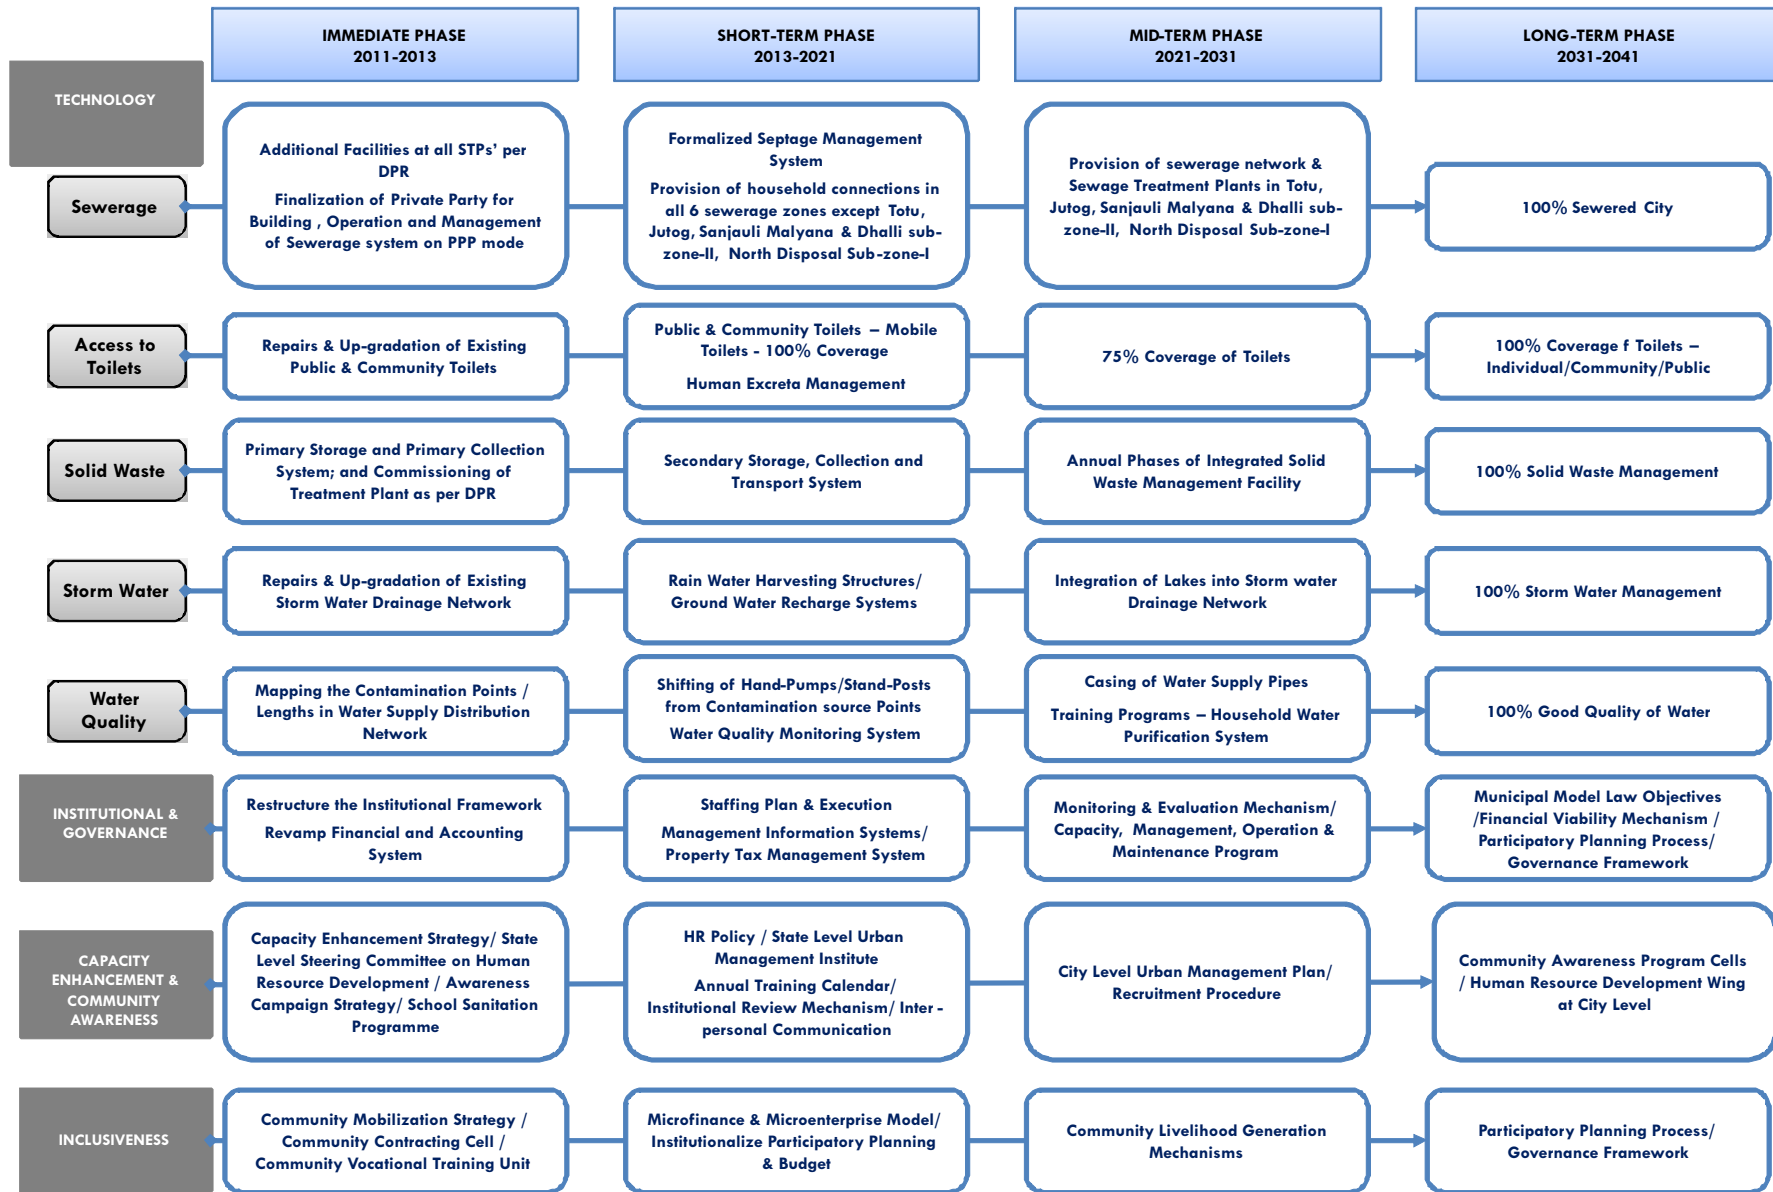 IMMEDIATE PHASE
2011-2013
SHORT-TERM PHASE
2013-2021
MID-TERM PHASE
2021-2031
LONG-TERM PHASE
2031-2041
TECHNOLOGY
Sewerage
Additional Facilities at all STPs’ per
DPR
Finalization of Private Party for
Building , Operation and Management
of Sewerage system on PPP mode
Formalized Septage Management
System
Provision of household connections in
all 6 sewerage zones except Totu,
Jutog, Sanjauli Malyana & Dhalli sub-
zone-II, North Disposal Sub-zone-I
Provision of sewerage network &
Sewage Treatment Plants in Totu,
Jutog, Sanjauli Malyana & Dhalli sub-
zone-II, North Disposal Sub-zone-I
100% Sewered City
Access to
Toilets
Repairs & Up-gradation of Existing
Public & Community Toilets
Public & Community Toilets – Mobile
Toilets - 100% Coverage
Human Excreta Management
75% Coverage of Toilets
100% Coverage f Toilets –
Individual/Community/Public
Solid Waste
Primary Storage and Primary Collection
System; and Commissioning of
Treatment Plant as per DPR
Secondary Storage, Collection and
Transport System
Annual Phases of Integrated Solid
Waste Management Facility
100% Solid Waste Management
Storm Water
Repairs & Up-gradation of Existing
Storm Water Drainage Network
Rain Water Harvesting Structures/
Ground Water Recharge Systems
Integration of Lakes into Storm water
Drainage Network
100% Storm Water Management
Water
Quality
Mapping the Contamination Points /
Lengths in Water Supply Distribution
Network
Shifting of Hand-Pumps/Stand-Posts
from Contamination source Points
Water Quality Monitoring System
Casing of Water Supply Pipes
Training Programs – Household Water
Purification System
100% Good Quality of Water
INSTITUTIONAL &
GOVERNANCE
Restructure the Institutional Framework
Revamp Financial and Accounting
System
Staffing Plan & Execution
Management Information Systems/
Property Tax Management System
Monitoring & Evaluation Mechanism/
Capacity, Management, Operation &
Maintenance Program
Municipal Model Law Objectives
/Financial Viability Mechanism /
Participatory Planning Process/
Governance Framework
CAPACITY
ENHANCEMENT &
COMMUNITY
AWARENESS
Capacity Enhancement Strategy/ State
Level Steering Committee on Human
Resource Development / Awareness
Campaign Strategy/ School Sanitation
Programme
HR Policy / State Level Urban
Management Institute
Annual Training Calendar/
Institutional Review Mechanism/ Inter -
personal Communication
City Level Urban Management Plan/
Recruitment Procedure
Community Awareness Program Cells
/ Human Resource Development Wing
at City Level
INCLUSIVENESS
Community Mobilization Strategy /
Community Contracting Cell /
Community Vocational Training Unit
Microfinance & Microenterprise Model/
Institutionalize Participatory Planning
& Budget
Community Livelihood Generation
Mechanisms
Participatory Planning Process/
Governance Framework